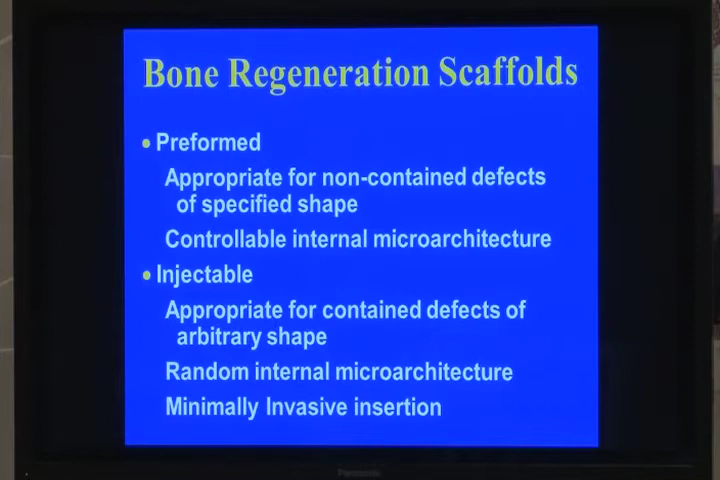 Bone Regeneration Scaffolds
• Preformed
Appropriate for non-contained defects
of specified shape
Controllable internal microarchitecture
• Injectable
Appropriate for contained defects of
arbitrary shape
Random internal microarchitecture
Minimally Invasive insertion
Panasonic